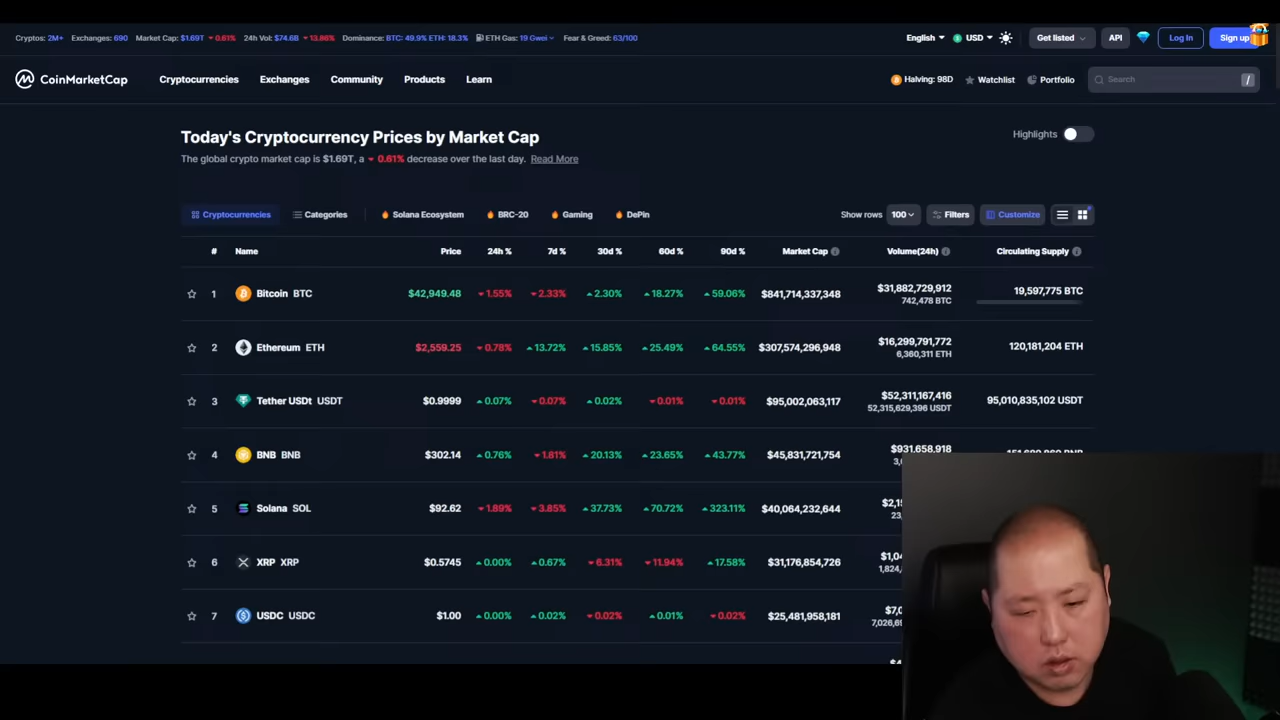 Cryptos: 2M+ Exchanges: 690 Market Cap: $1.69T 0.61% 24h Vol: $74.6B 13.86% Dominance: BTC: 49.9% ETH: 18.3% ETH Gas: 19 Gwei Fear & Greed: 63/100 English USD Get listed API Log In Sign up
CoinMarketCap Cryptocurrencies Exchanges Community Products Learn Halving: 98D Watchlist Portfolio Search /
Today's Cryptocurrency Prices by Market Cap Highlights
The global crypto market cap is $1.69T, a 0.61% decrease over the last day. Read More
Cryptocurrencies Categories Solana Ecosystem BRC-20 Gaming DePin Show rows 100 Filters Customize
# Name Price 24h % 7d % 30d % 60d % 90d % Market Cap Volume(24h) Circulating Supply
1 Bitcoin BTC $42,949.48 1.55% 2.33% 2.30% 18.27% 59.06% $841,714,337,348 $31,882,729,912 19,597,775 BTC
742,478 BTC
2 Ethereum ETH $2,559.25 0.78% 13.72% 15.85% 25.49% 64.55% $307,574,296,948 $16,299,791,772 120,181,204 ETH
6,360,311 ETH
3 Tether USDt USDT $0.9999 0.07% 0.07% 0.02% 0.01% 0.01% $95,002,063,117 $52,311,167,416 95,010,835,102 USDT
52,315,629,396 USDT
4 BNB BNB $302.14 0.76% 1.81% 20.13% 23.65% 43.77% $45,831,721,754 $931,658,918
5 Solana SOL $92.62 1.89% 3.85% 37.73% 70.72% 323.11% $40,064,232,644
6 XRP XRP $0.5745 0.00% 0.67% 6.31% 11.94% 17.58% $31,176,854,726
7 USDC USDC $1.00 0.00% 0.02% 0.02% 0.01% 0.02% $25,481,958,181